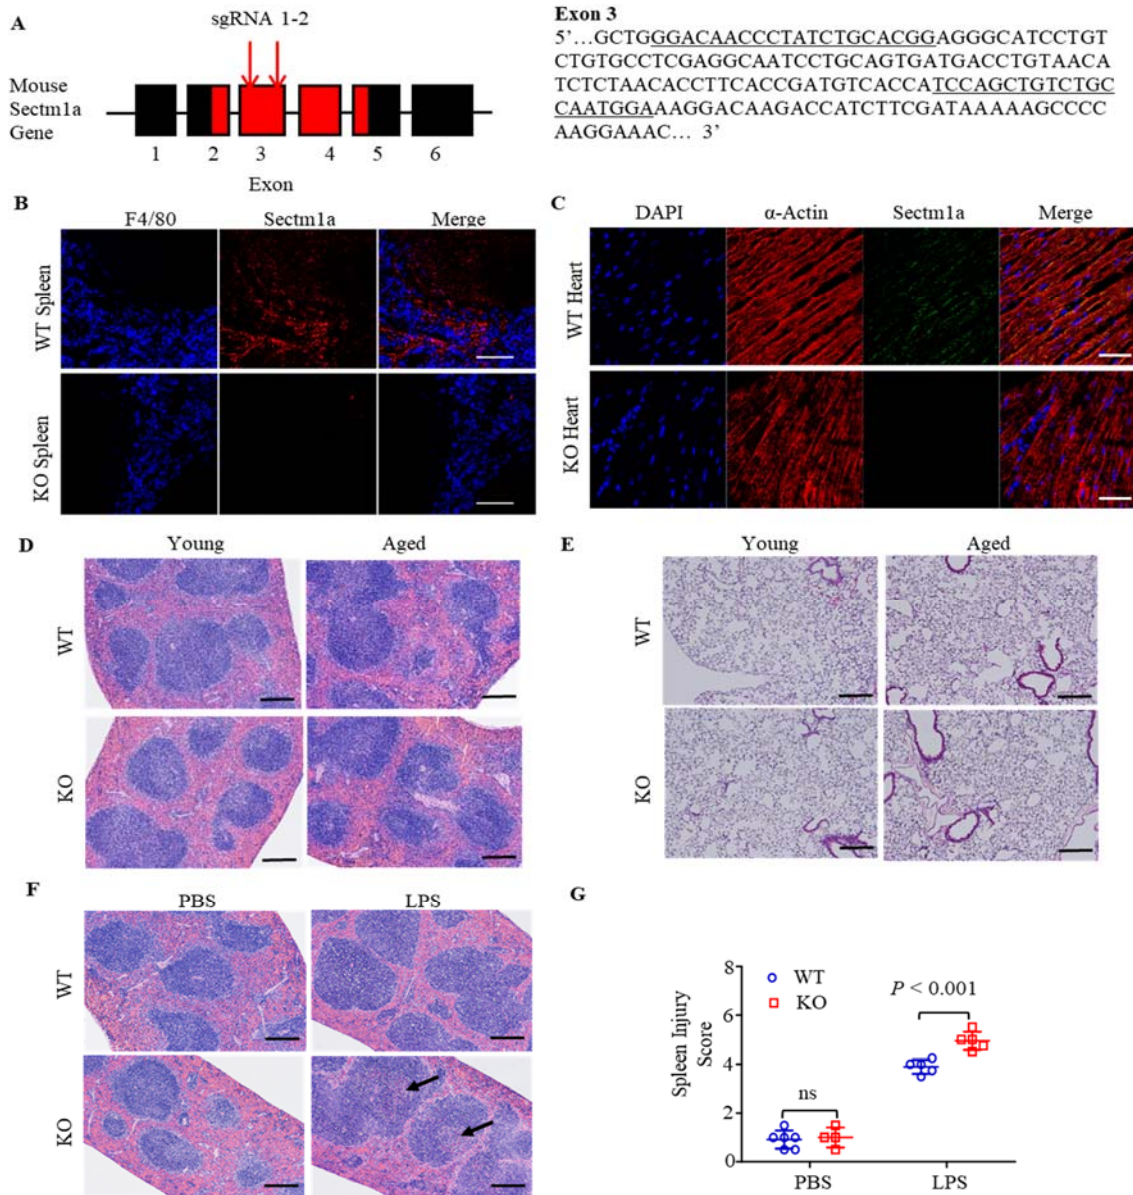 A
sgRNA 1-2
Mouse
Sectm1a
Gene
1 2 3 4 5 6
Exon
Exon 3
5’…GCTGGGACAACCCTATCTGCACGGAGGGCATCCTGT
CTGTGCCTCGAGGCAATCCTGCAGTGATGACCTGTAACA
TCTCTAACACCTTCACCGATGTCACCATCCAGCTGTCTGC
CAATGGAAAGGACAAGACCATCTTCGATAAAAAGCCCC
AAGGAAAC… 3’
B
F4/80 Sectm1a Merge
WT Spleen
KO Spleen
C
DAPI α-Actin Sectm1a Merge
WT Heart
KO Heart
D
Young Aged
WT
KO
E
Young Aged
WT
KO
F
PBS LPS
WT
KO
G
Spleen Injury
Score
8
6
4
2
0
WT
KO
P < 0.001
ns
PBS LPS